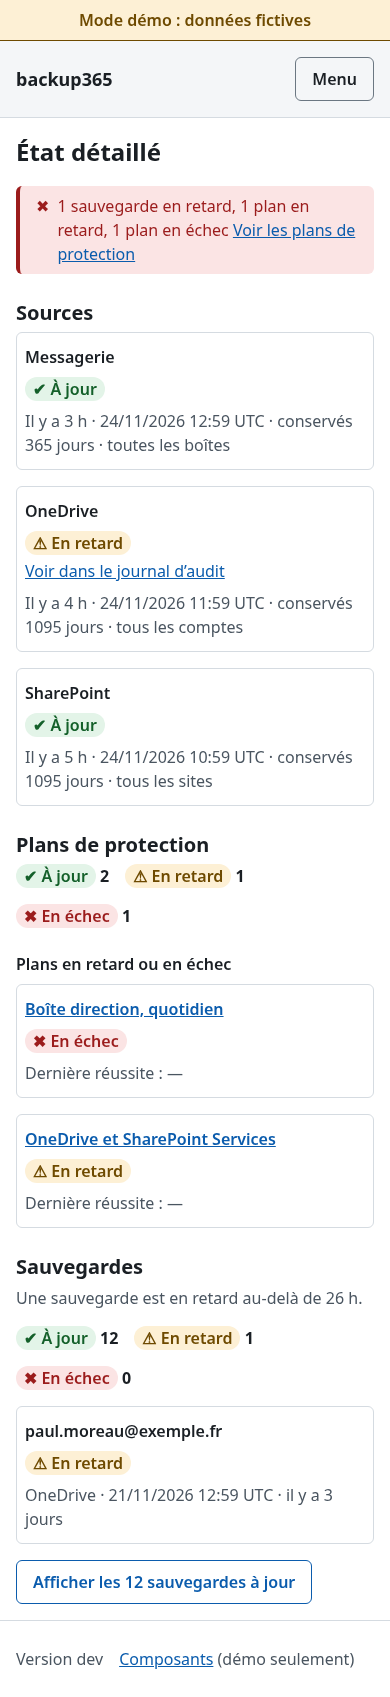 Mode démo : données fictives
backup365
Menu
État détaillé
✖ 1 sauvegarde en retard, 1 plan en
retard, 1 plan en échec Voir les plans de
protection
Sources
Messagerie
✔ À jour
Il y a 3 h · 24/11/2026 12:59 UTC · conservés
365 jours · toutes les boîtes
OneDrive
⚠ En retard
Voir dans le journal d’audit
Il y a 4 h · 24/11/2026 11:59 UTC · conservés
1095 jours · tous les comptes
SharePoint
✔ À jour
Il y a 5 h · 24/11/2026 10:59 UTC · conservés
1095 jours · tous les sites
Plans de protection
✔ À jour 2 ⚠ En retard 1
✖ En échec 1
Plans en retard ou en échec
Boîte direction, quotidien
✖ En échec
Dernière réussite : —
OneDrive et SharePoint Services
⚠ En retard
Dernière réussite : —
Sauvegardes
Une sauvegarde est en retard au-delà de 26 h.
✔ À jour 12 ⚠ En retard 1
✖ En échec 0
paul.moreau@exemple.fr
⚠ En retard
OneDrive · 21/11/2026 12:59 UTC · il y a 3
jours
Afficher les 12 sauvegardes à jour
Version dev Composants (démo seulement)